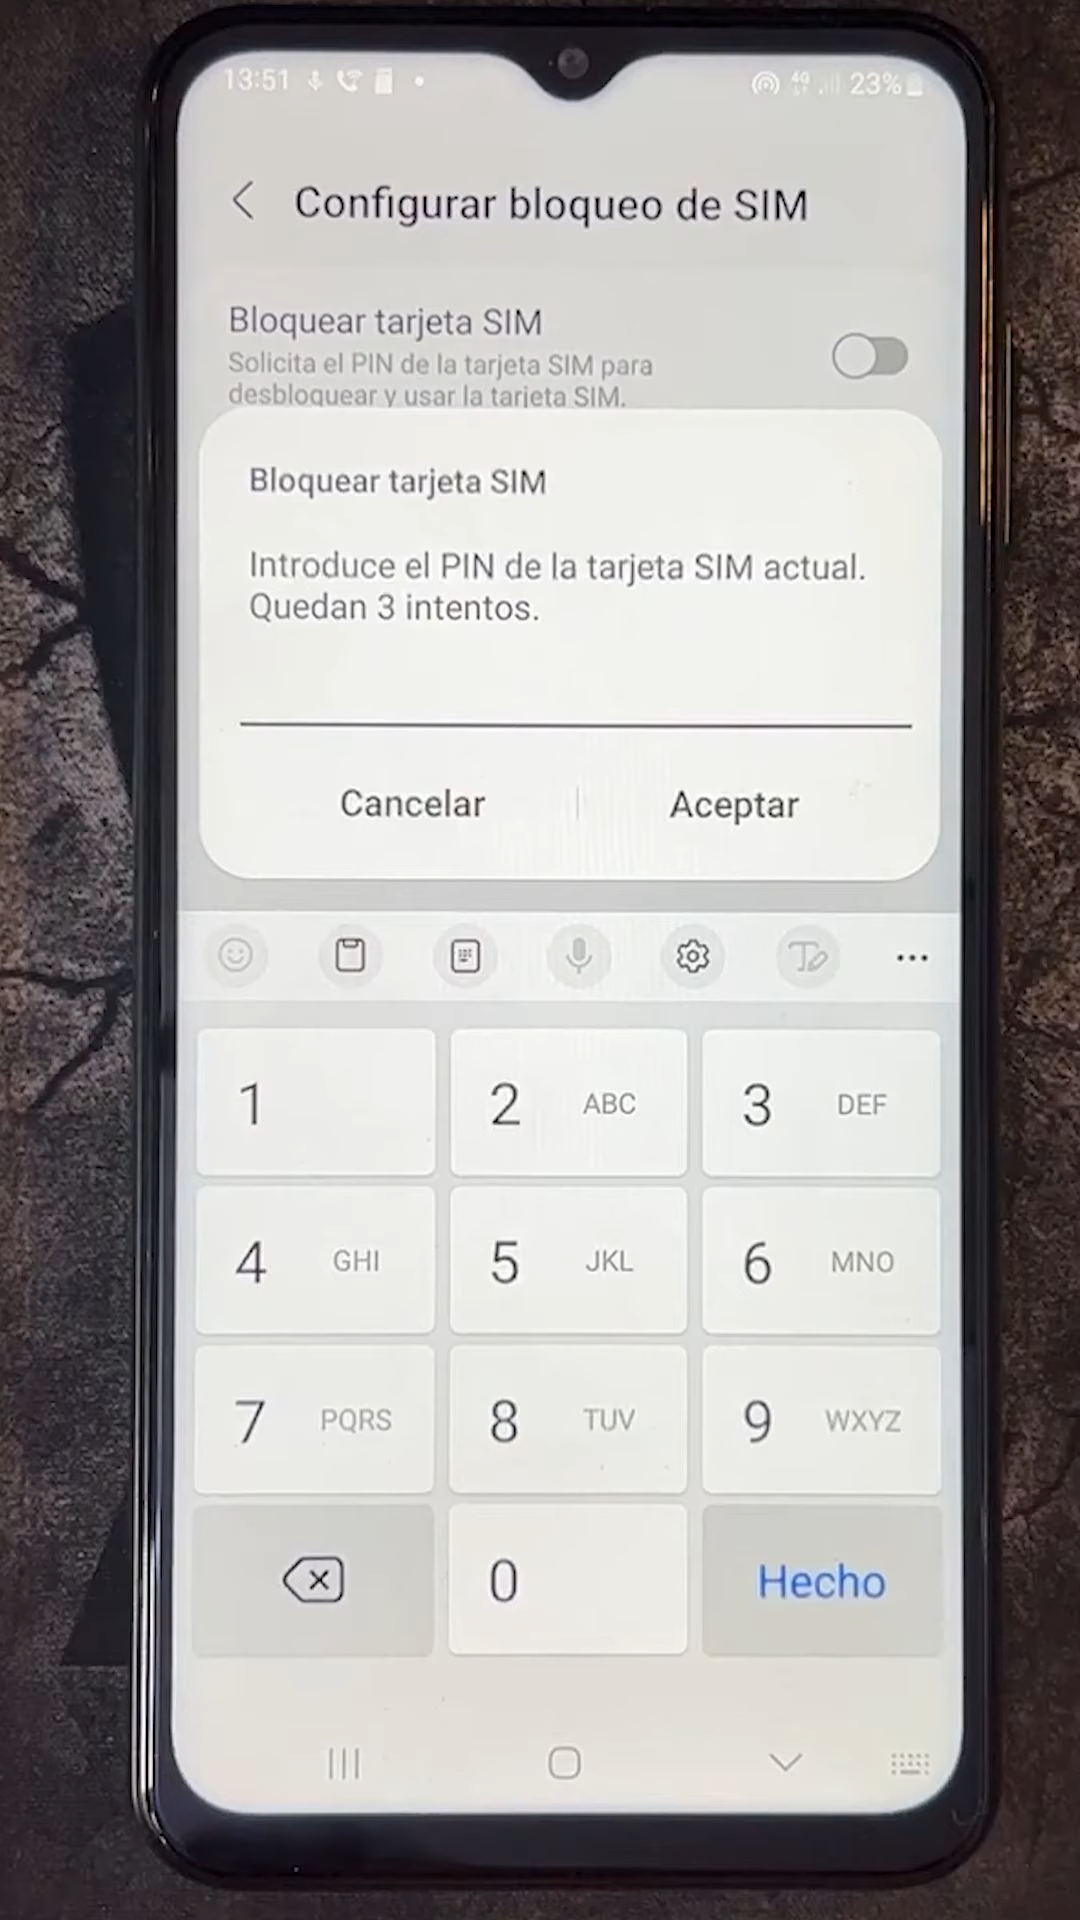 13:51
4G
23%
Configurar bloqueo de SIM
Bloquear tarjeta SIM
Solicita el PIN de la tarjeta SIM para
desbloquear y usar la tarjeta SIM.
Bloquear tarjeta SIM
Introduce el PIN de la tarjeta SIM actual.
Quedan 3 intentos.
Cancelar
Aceptar
1
2 ABC
3 DEF
4 GHI
5 JKL
6 MNO
7 PQRS
8 TUV
9 WXYZ
0
Hecho